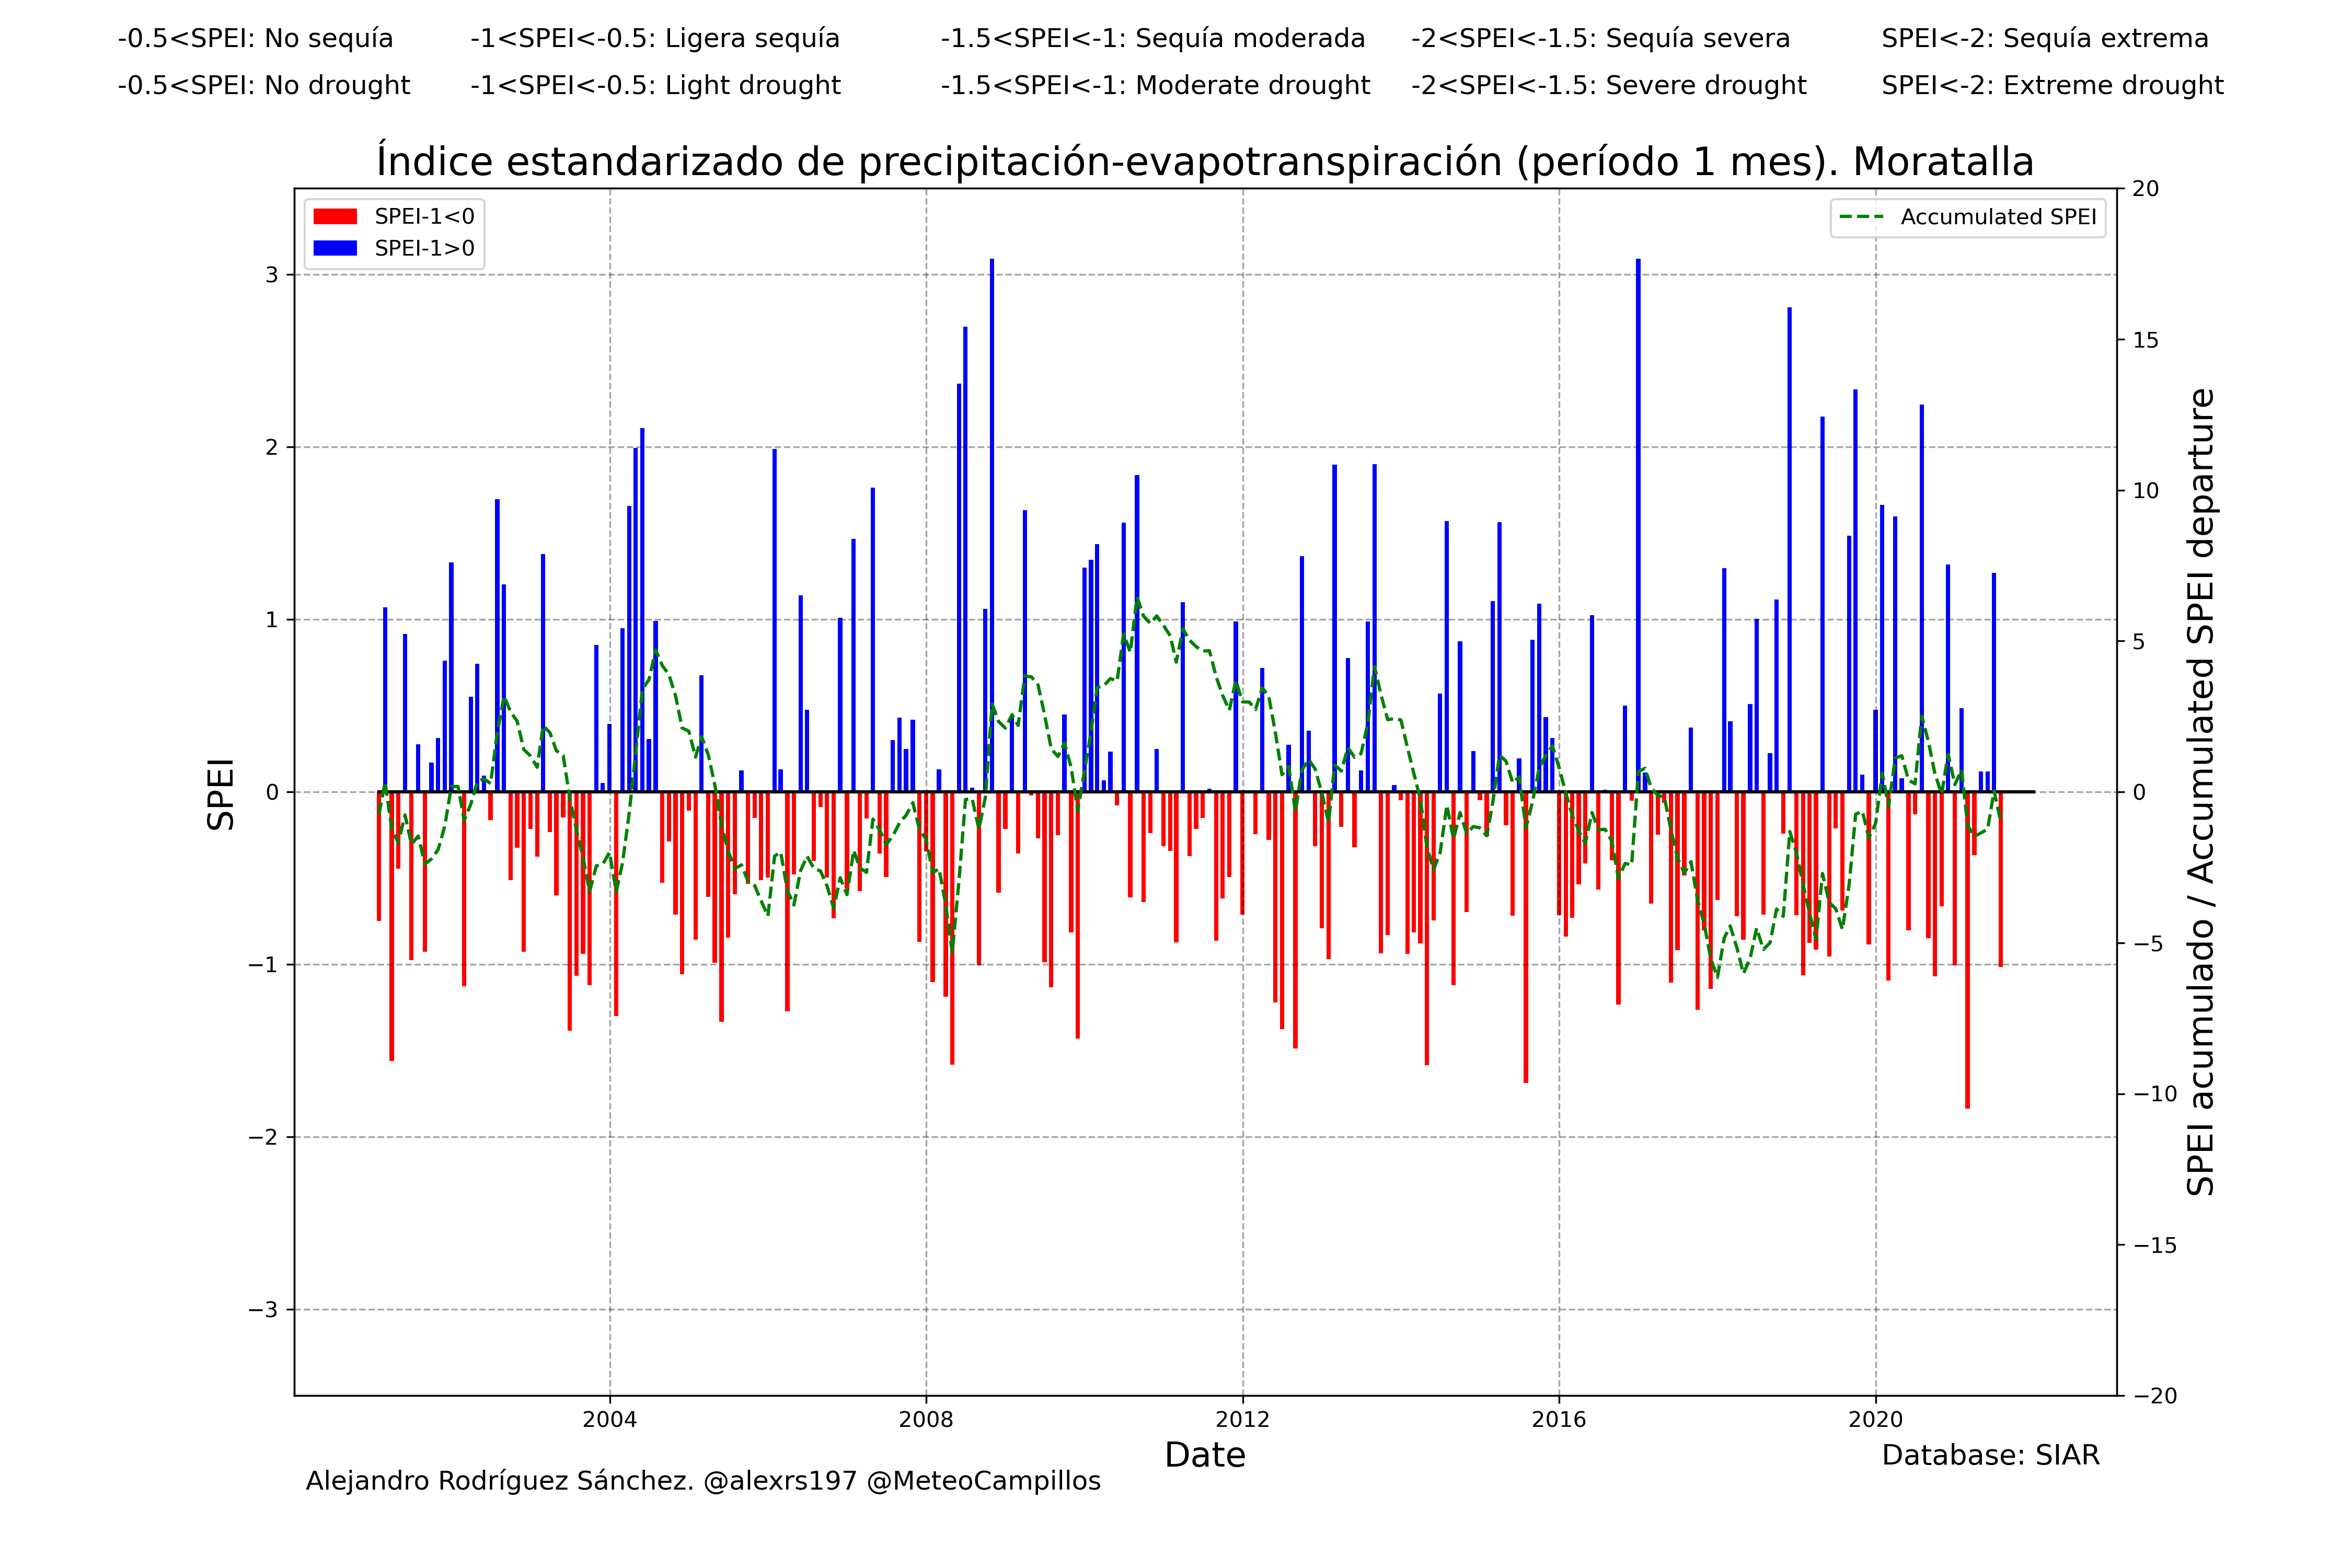 -0.5<SPEI: No sequía -1<SPEI<-0.5: Ligera sequía -1.5<SPEI<-1: Sequía moderada -2<SPEI<-1.5: Sequía severa SPEI<-2: Sequía extrema
-0.5<SPEI: No drought -1<SPEI<-0.5: Light drought -1.5<SPEI<-1: Moderate drought -2<SPEI<-1.5: Severe drought SPEI<-2: Extreme drought
Índice estandarizado de precipitación-evapotranspiración (período 1 mes). Moratalla
SPEI-1<0
SPEI-1>0
Accumulated SPEI
SPEI
3
2
1
0
−1
−2
−3
20
15
10
5
0
−5
−10
−15
−20
SPEI acumulado / Accumulated SPEI departure
2004 2008 2012 2016 2020
Date
Database: SIAR
Alejandro Rodríguez Sánchez. @alexrs197 @MeteoCampillos